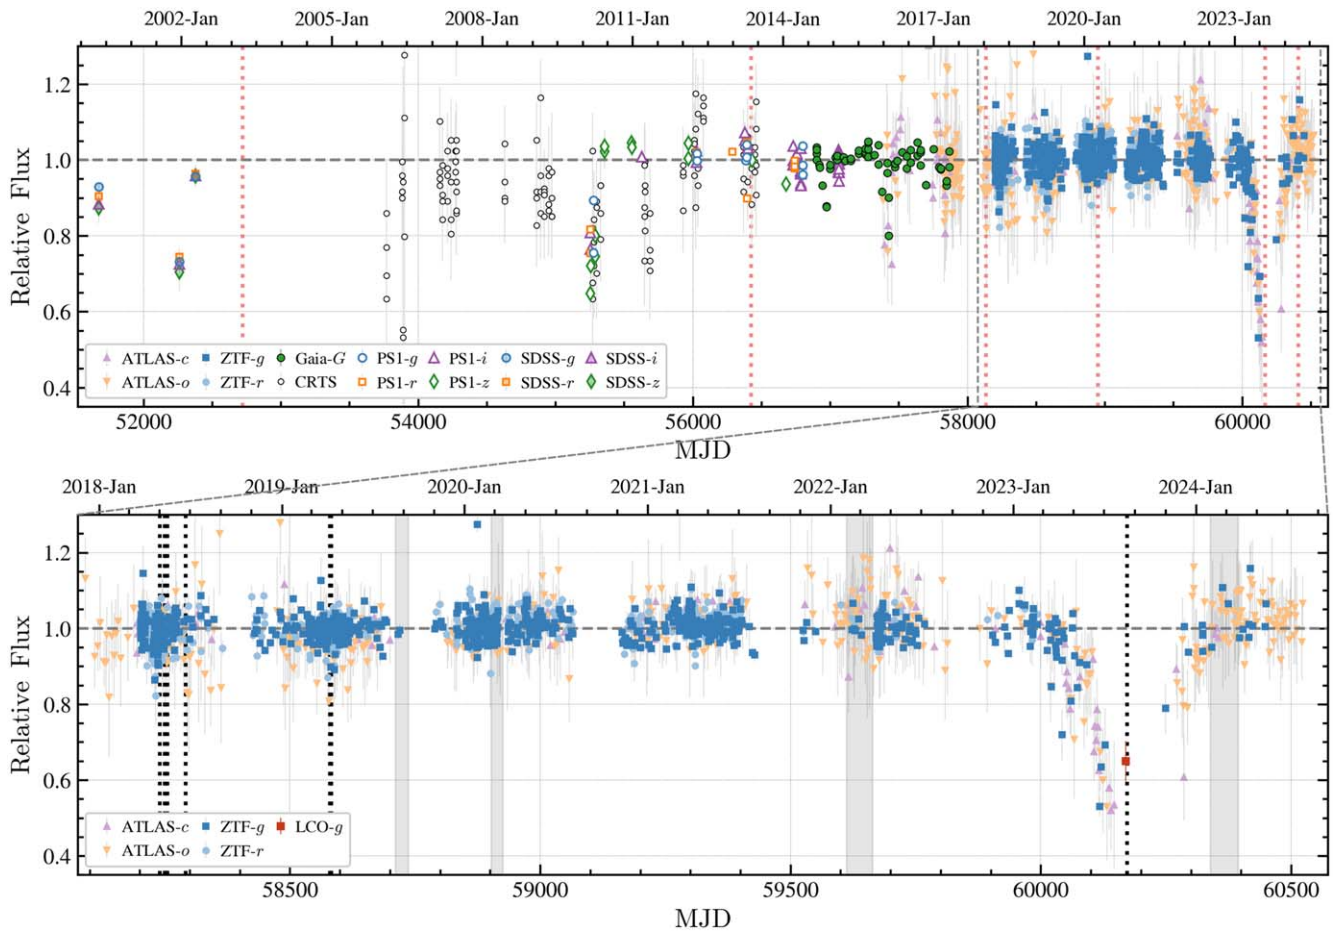 2002-Jan 2005-Jan 2008-Jan 2011-Jan 2014-Jan 2017-Jan 2020-Jan 2023-Jan
1.2
1.0
0.8
0.6
0.4
Relative Flux
ATLAS-c ZTF-g Gaia-G PS1-g PS1-i SDSS-g SDSS-i
ATLAS-o ZTF-r CRTS PS1-r PS1-z SDSS-r SDSS-z
52000 54000 56000 58000 60000
MJD
2018-Jan 2019-Jan 2020-Jan 2021-Jan 2022-Jan 2023-Jan 2024-Jan
1.2
1.0
0.8
0.6
0.4
Relative Flux
ATLAS-c ZTF-g LCO-g
ATLAS-o ZTF-r
58500 59000 59500 60000 60500
MJD